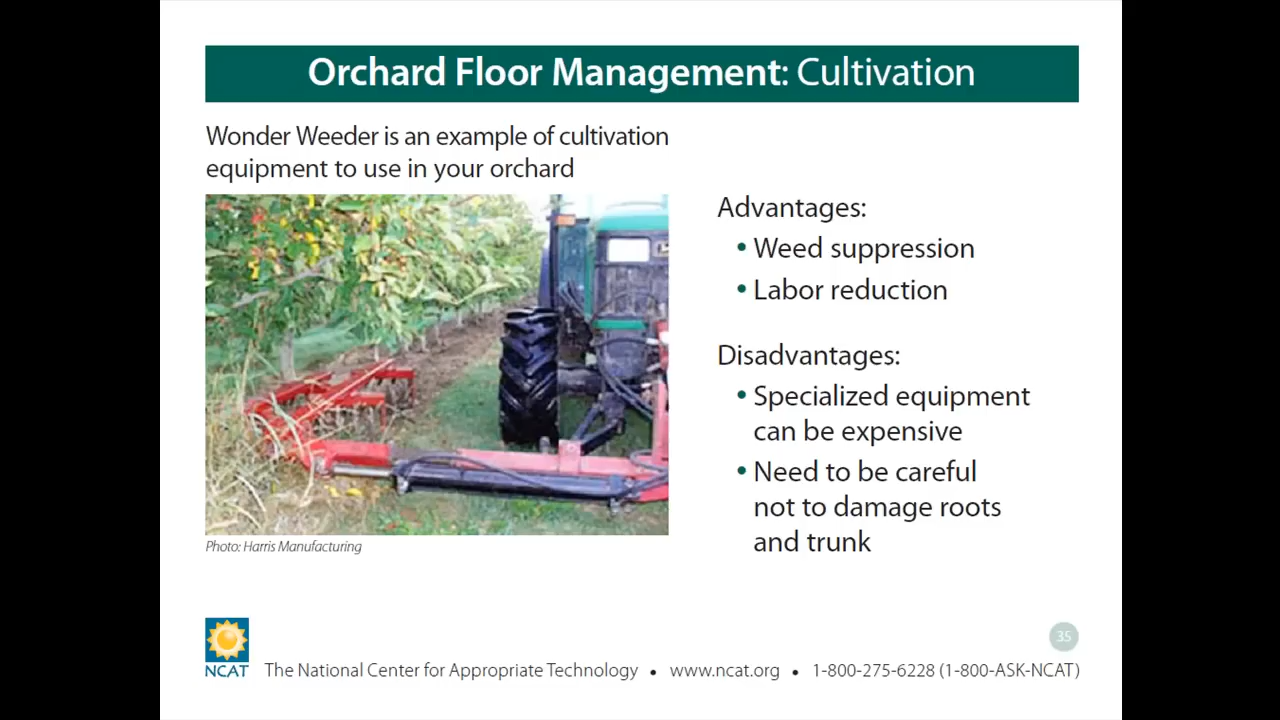 Orchard Floor Management: Cultivation
Wonder Weeder is an example of cultivation
equipment to use in your orchard
Advantages:
• Weed suppression
• Labor reduction
Disadvantages:
• Specialized equipment
can be expensive
• Need to be careful
not to damage roots
and trunk
Photo: Harris Manufacturing
35
NCAT
The National Center for Appropriate Technology • www.ncat.org • 1-800-275-6228 (1-800-ASK-NCAT)